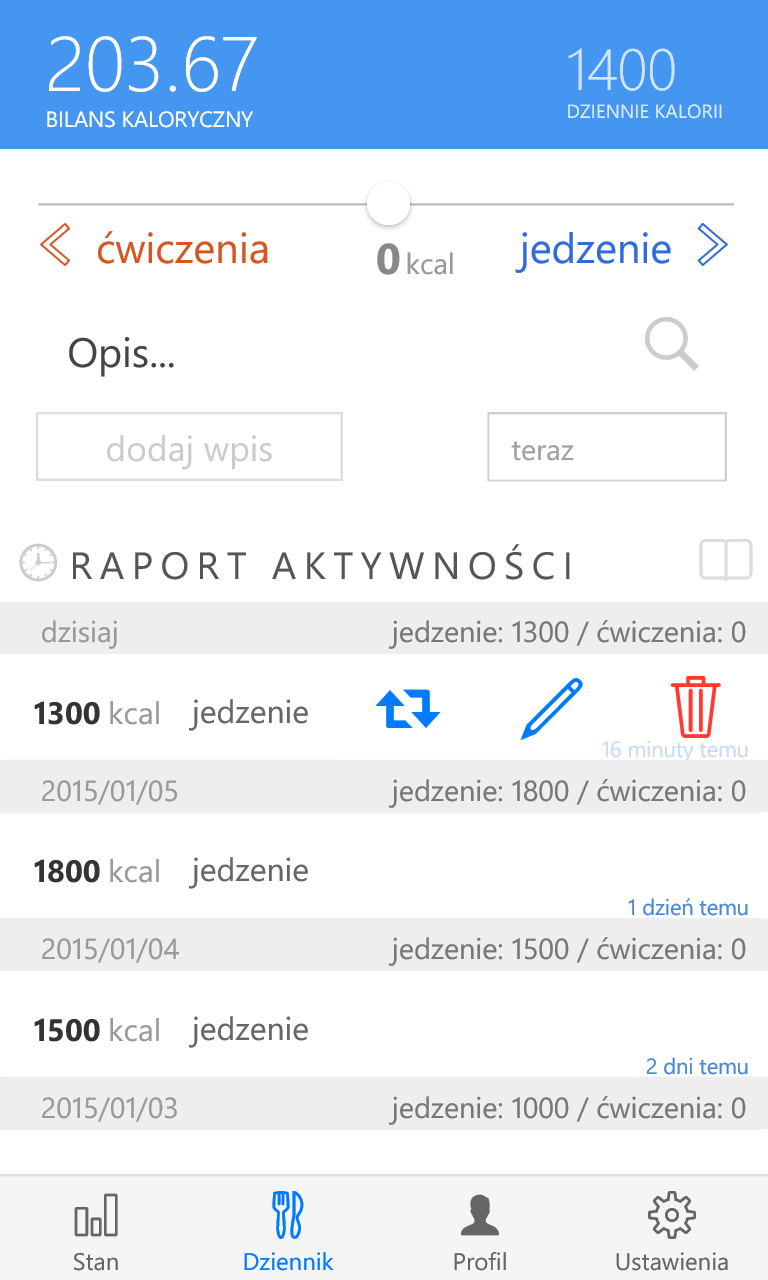 203.67
1400
BILANS KALORYCZNY
DZIENNIE KALORII
ćwiczenia
0 kcal
jedzenie
Opis...
dodaj wpis
teraz
RAPORT AKTYWNOŚCI
dzisiaj
jedzenie: 1300 / ćwiczenia: 0
1300 kcal jedzenie
16 minuty temu
2015/01/05
jedzenie: 1800 / ćwiczenia: 0
1800 kcal jedzenie
1 dzień temu
2015/01/04
jedzenie: 1500 / ćwiczenia: 0
1500 kcal jedzenie
2 dni temu
2015/01/03
jedzenie: 1000 / ćwiczenia: 0
Stan
Dziennik
Profil
Ustawienia